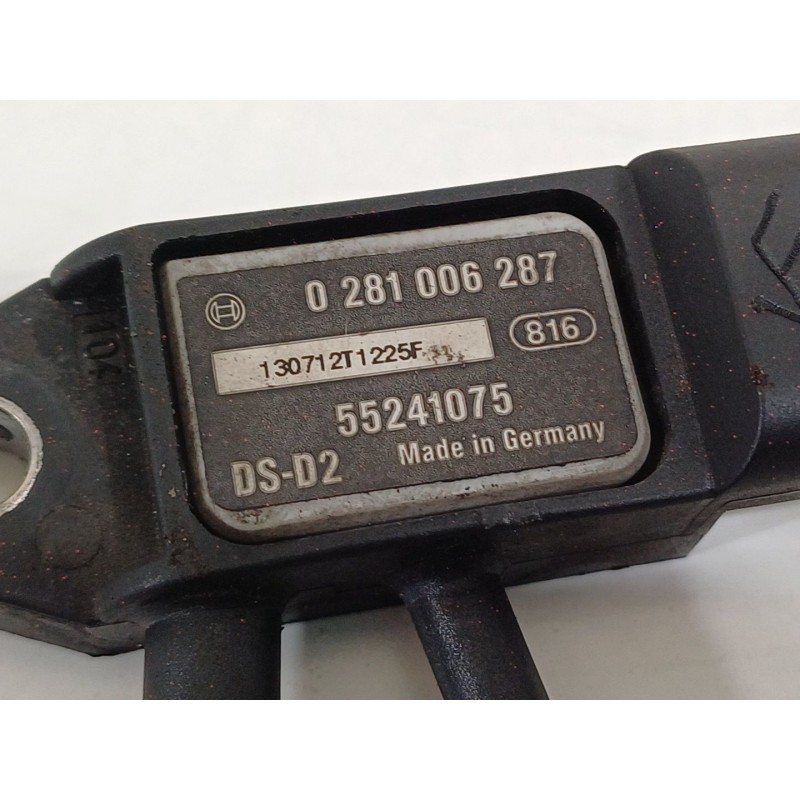 0 281 006 287
130712T1225F
816
55241075
DS-D2 Made in Germany